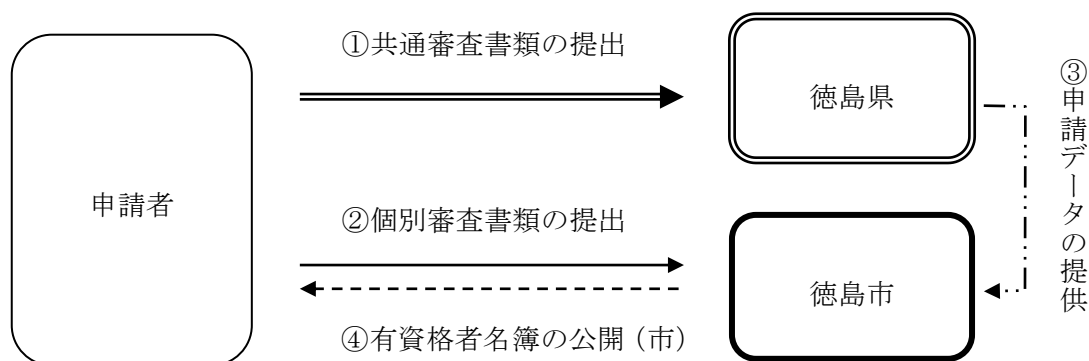 ①共通審査書類の提出
徳島県
③申請データの提供
申請者
②個別審査書類の提出
徳島市
④有資格者名簿の公開（市）